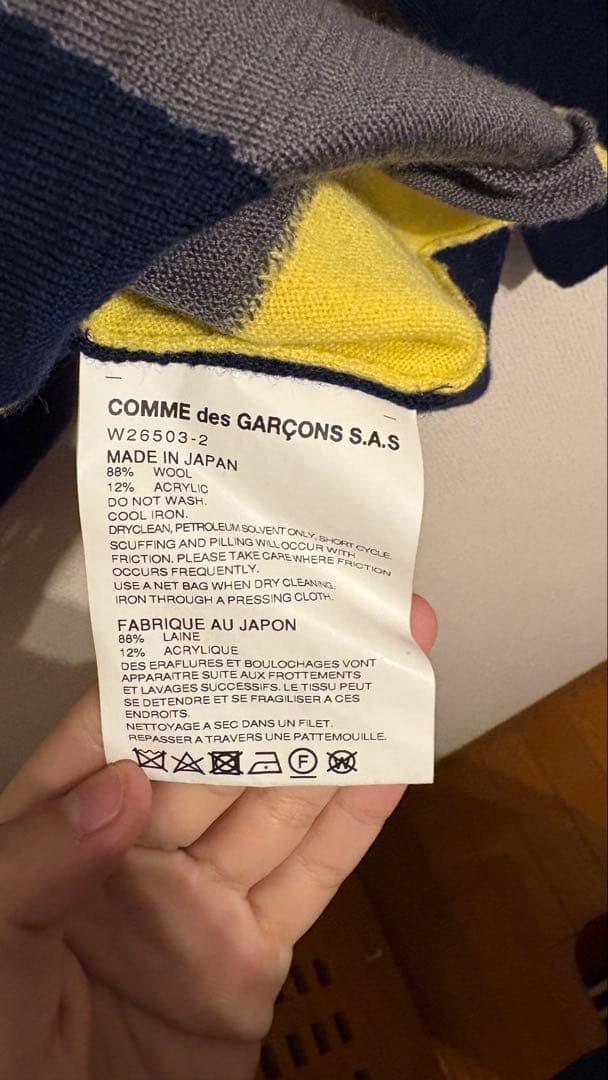 COMME des GARÇONS S.A.S
W26503-2
MADE IN JAPAN
88% WOOL
12% ACRYLIC
DO NOT WASH.
COOL IRON.
DRYCLEAN, PETROLEUM SOLVENT ONLY, SHORT CYCLE.
SCUFFING AND PILLING WILL OCCUR WITH
FRICTION. PLEASE TAKE CARE WHERE FRICTION
OCCURS FREQUENTLY.
USE A NET BAG WHEN DRY CLEANING.
IRON THROUGH A PRESSING CLOTH.
FABRIQUE AU JAPON
88% LAINE
12% ACRYLIQUE
DES ERAFLURES ET BOULOCHAGES VONT
APPARAITRE SUITE AUX FROTTEMENTS
ET LAVAGES SUCCESSIFS. LE TISSU PEUT
SE DETENDRE ET SE FRAGILISER A CES
ENDROITS.
NETTOYAGE A SEC DANS UN FILET.
REPASSER A TRAVERS UNE PATTEMOUILLE.
F W